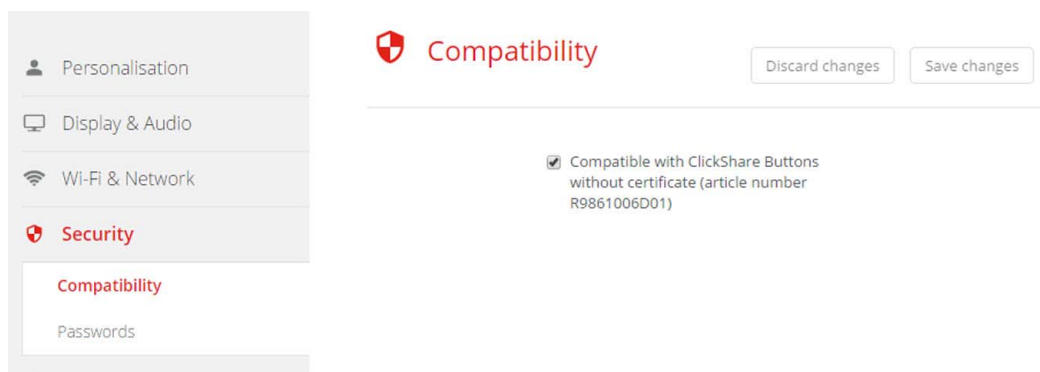 Personalisation
Display & Audio
Wi-Fi & Network
Security
Compatibility
Passwords
Compatibility
Discard changes
Save changes
Compatible with ClickShare Buttons
without certificate (article number
R9861006D01)